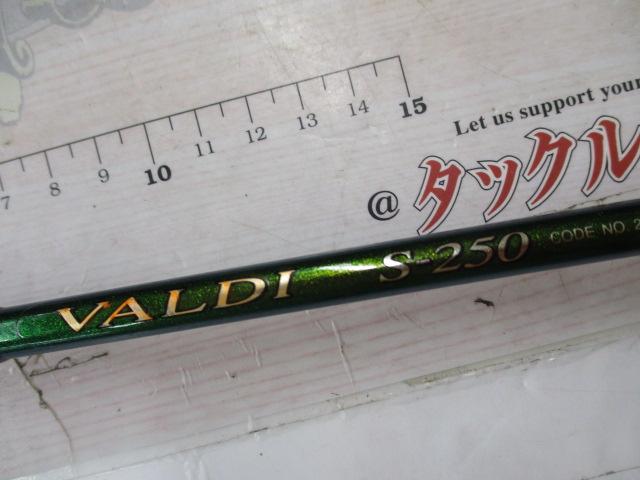 7 8 9 10 11 12 13 14 15
Let us support your
@タックル
VALDI S-250 CODE NO 2